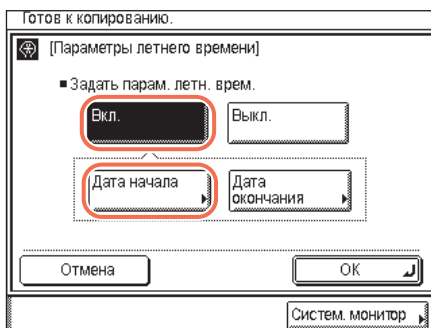 Готов к копированию.
[Параметры летнего времени]
Задать парам. летн. врем.
Вкл.
Выкл.
Дата начала
Дата
окончания
Отмена
OK
Систем. монитор